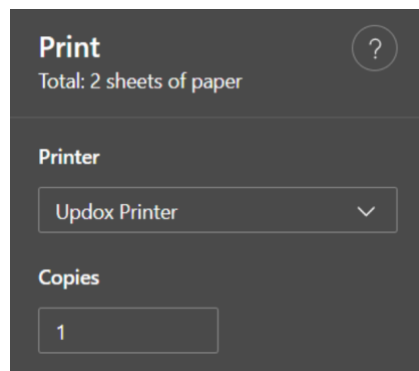 Print
?
Total: 2 sheets of paper
Printer
Updox Printer
Copies
1